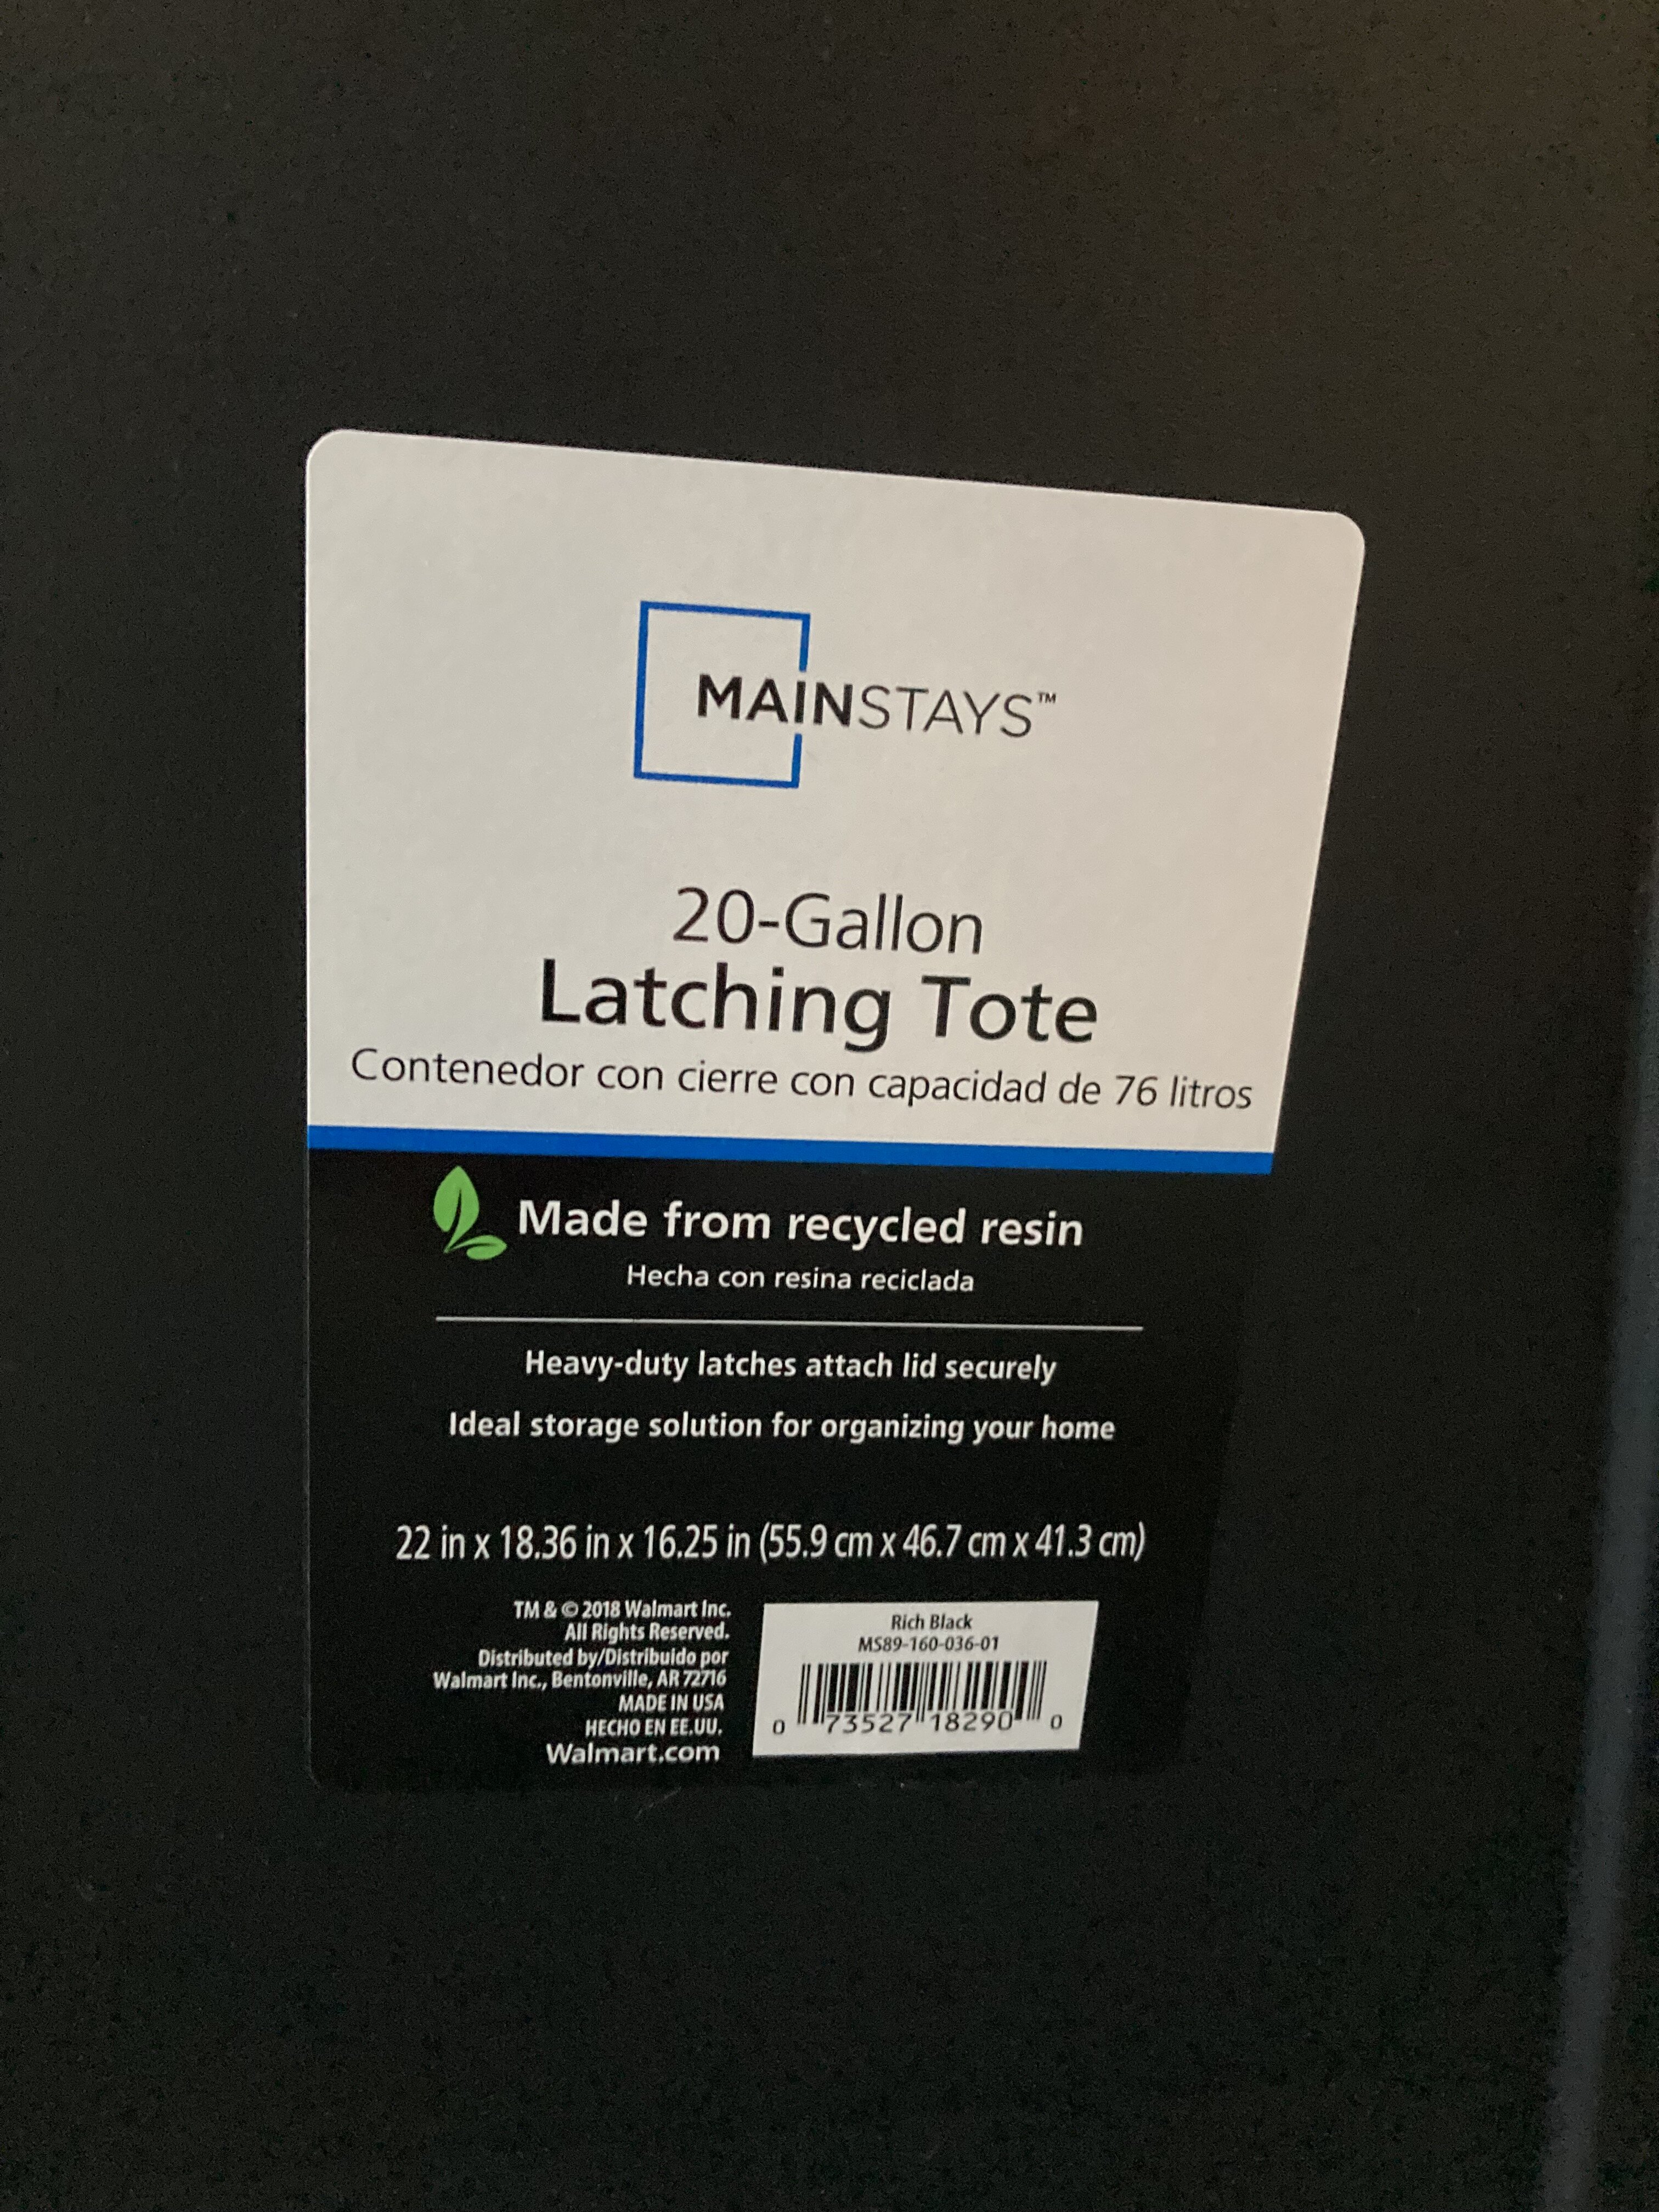 MAINSTAYS™
20-Gallon
Latching Tote
Contenedor con cierre con capacidad de 76 litros
Made from recycled resin
Hecha con resina reciclada
Heavy-duty latches attach lid securely
Ideal storage solution for organizing your home
22 in x 18.36 in x 16.25 in (55.9 cm x 46.7 cm x 41.3 cm)
TM & © 2018 Walmart Inc.
All Rights Reserved.
Distributed by/Distribuido por
Walmart Inc., Bentonville, AR 72716
MADE IN USA
HECHO EN EE.UU.
Walmart.com
Rich Black
MS89-160-036-01
0 73527 18290 0